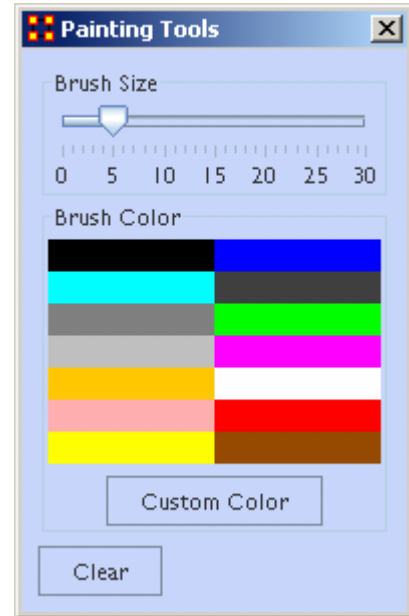 Painting Tools
Brush Size
0 5 10 15 20 25 30
Brush Color
Custom Color
Clear